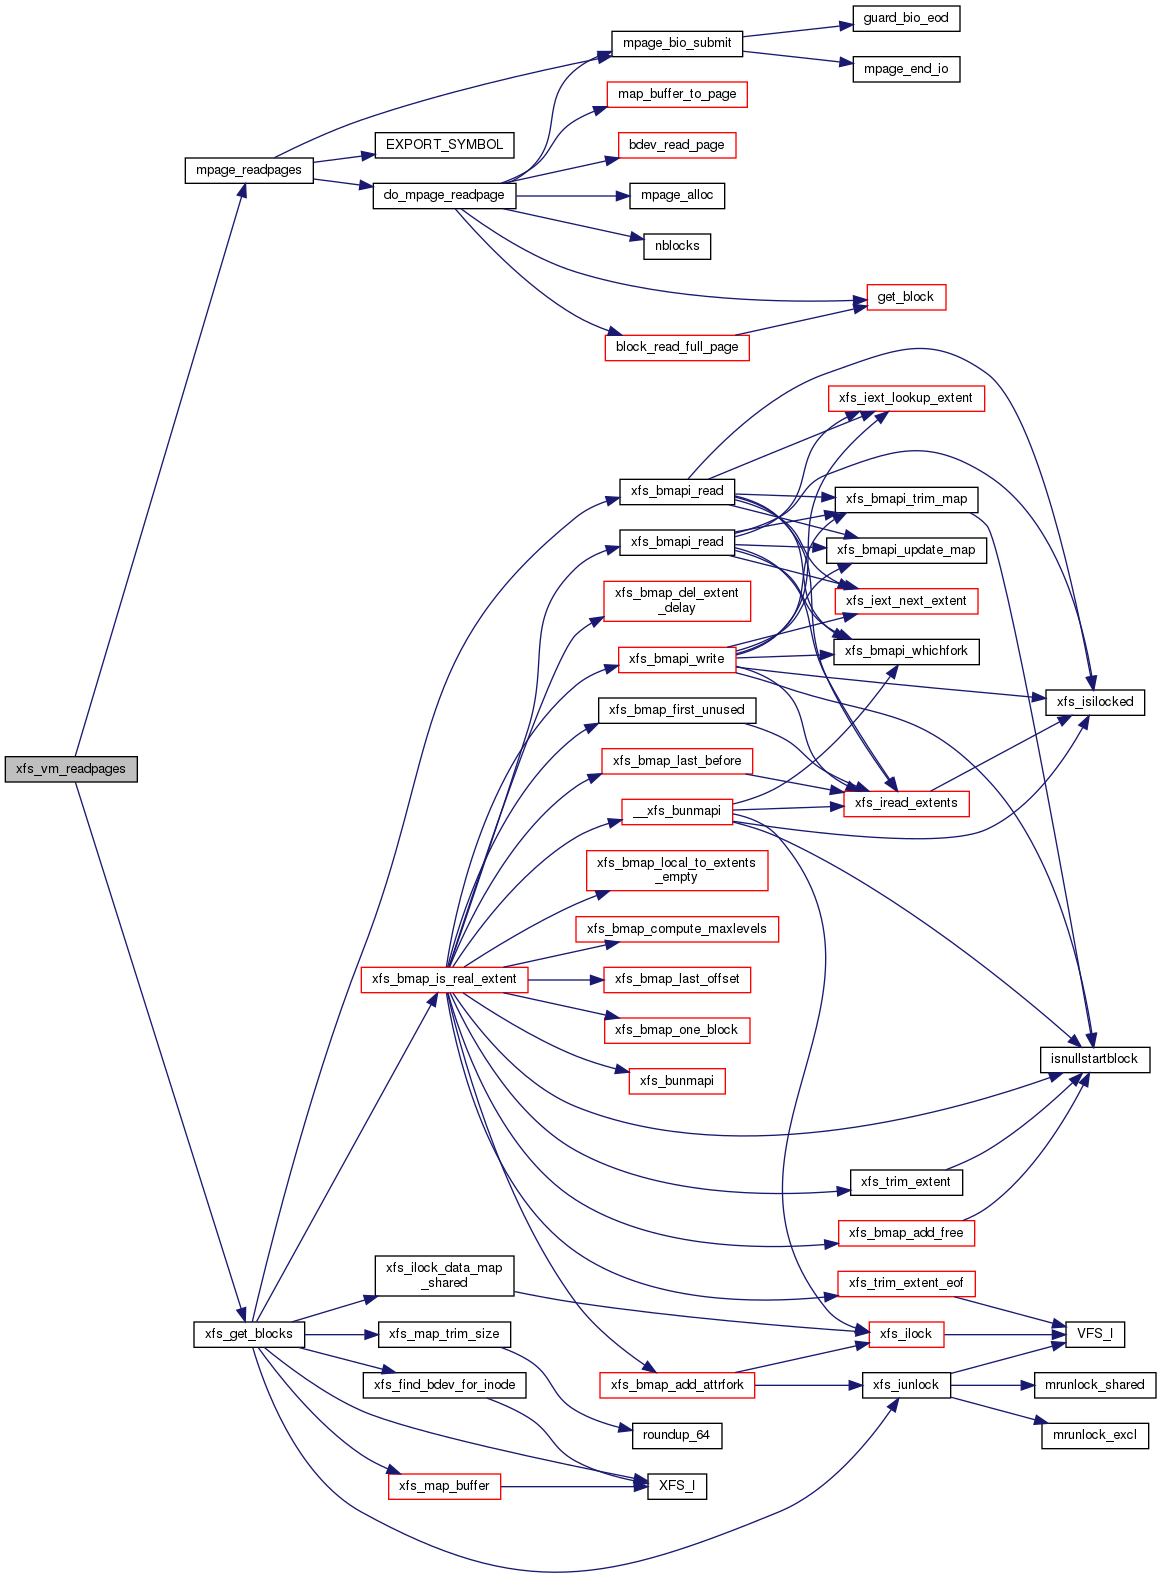 guard_bio_eod
mpage_bio_submit
mpage_end_io
map_buffer_to_page
EXPORT_SYMBOL
bdev_read_page
mpage_readpages
do_mpage_readpage
mpage_alloc
nblocks
get_block
block_read_full_page
xfs_iext_lookup_extent
xfs_bmapi_read
xfs_bmapi_trim_map
xfs_bmapi_read
xfs_bmapi_update_map
xfs_bmap_del_extent
_delay
xfs_iext_next_extent
xfs_bmapi_write
xfs_bmapi_whichfork
xfs_bmap_first_unused
xfs_isilocked
xfs_vm_readpages
xfs_bmap_last_before
xfs_iread_extents
__xfs_bunmapi
xfs_bmap_local_to_extents
_empty
xfs_bmap_compute_maxlevels
xfs_bmap_is_real_extent
xfs_bmap_last_offset
xfs_bmap_one_block
isnullstartblock
xfs_bunmapi
xfs_trim_extent
xfs_bmap_add_free
xfs_ilock_data_map
_shared
xfs_trim_extent_eof
xfs_get_blocks
xfs_map_trim_size
xfs_ilock
VFS_I
xfs_find_bdev_for_inode
xfs_bmap_add_attrfork
xfs_iunlock
mrunlock_shared
roundup_64
mrunlock_excl
xfs_map_buffer
XFS_I